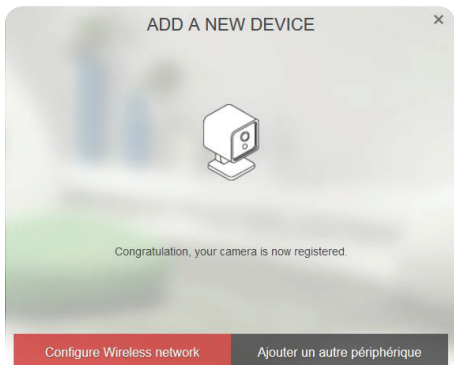 ADD A NEW DEVICE
×
Congratulation, your camera is now registered.
Configure Wireless network
Ajouter un autre périphérique